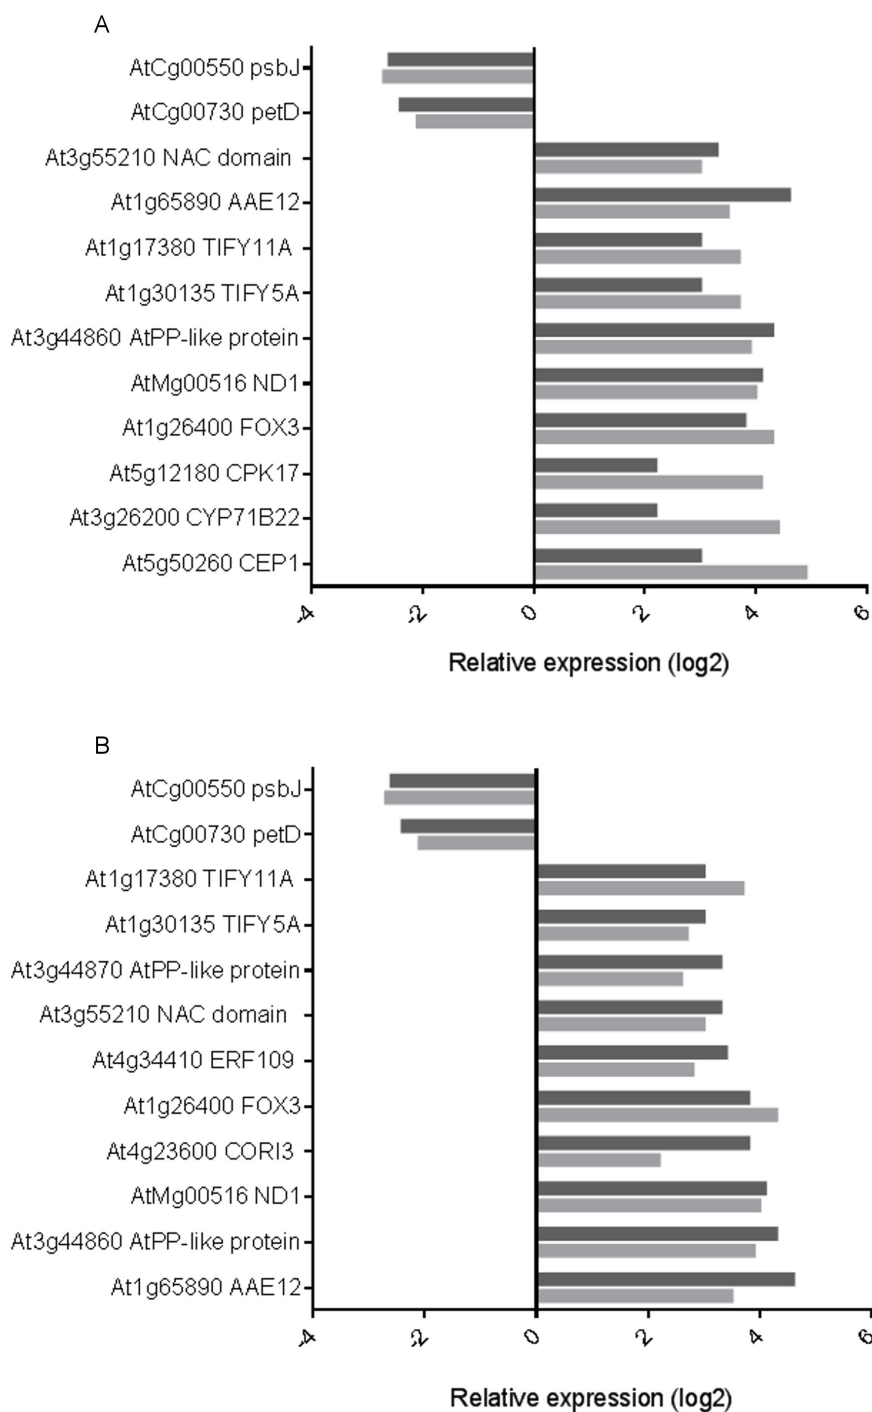 A
AtCg00550 psbJ
AtCg00730 petD
At3g55210 NAC domain
At1g65890 AAE12
At1g17380 TIFY11A
At1g30135 TIFY5A
At3g44860 AtPP-like protein
AtMg00516 ND1
At1g26400 FOX3
At5g12180 CPK17
At3g26200 CYP71B22
At5g50260 CEP1
-4 -2 0 2 4 6
Relative expression (log2)
B
AtCg00550 psbJ
AtCg00730 petD
At1g17380 TIFY11A
At1g30135 TIFY5A
At3g44870 AtPP-like protein
At3g55210 NAC domain
At4g34410 ERF109
At1g26400 FOX3
At4g23600 CORI3
AtMg00516 ND1
At3g44860 AtPP-like protein
At1g65890 AAE12
-4 -2 0 2 4 6
Relative expression (log2)